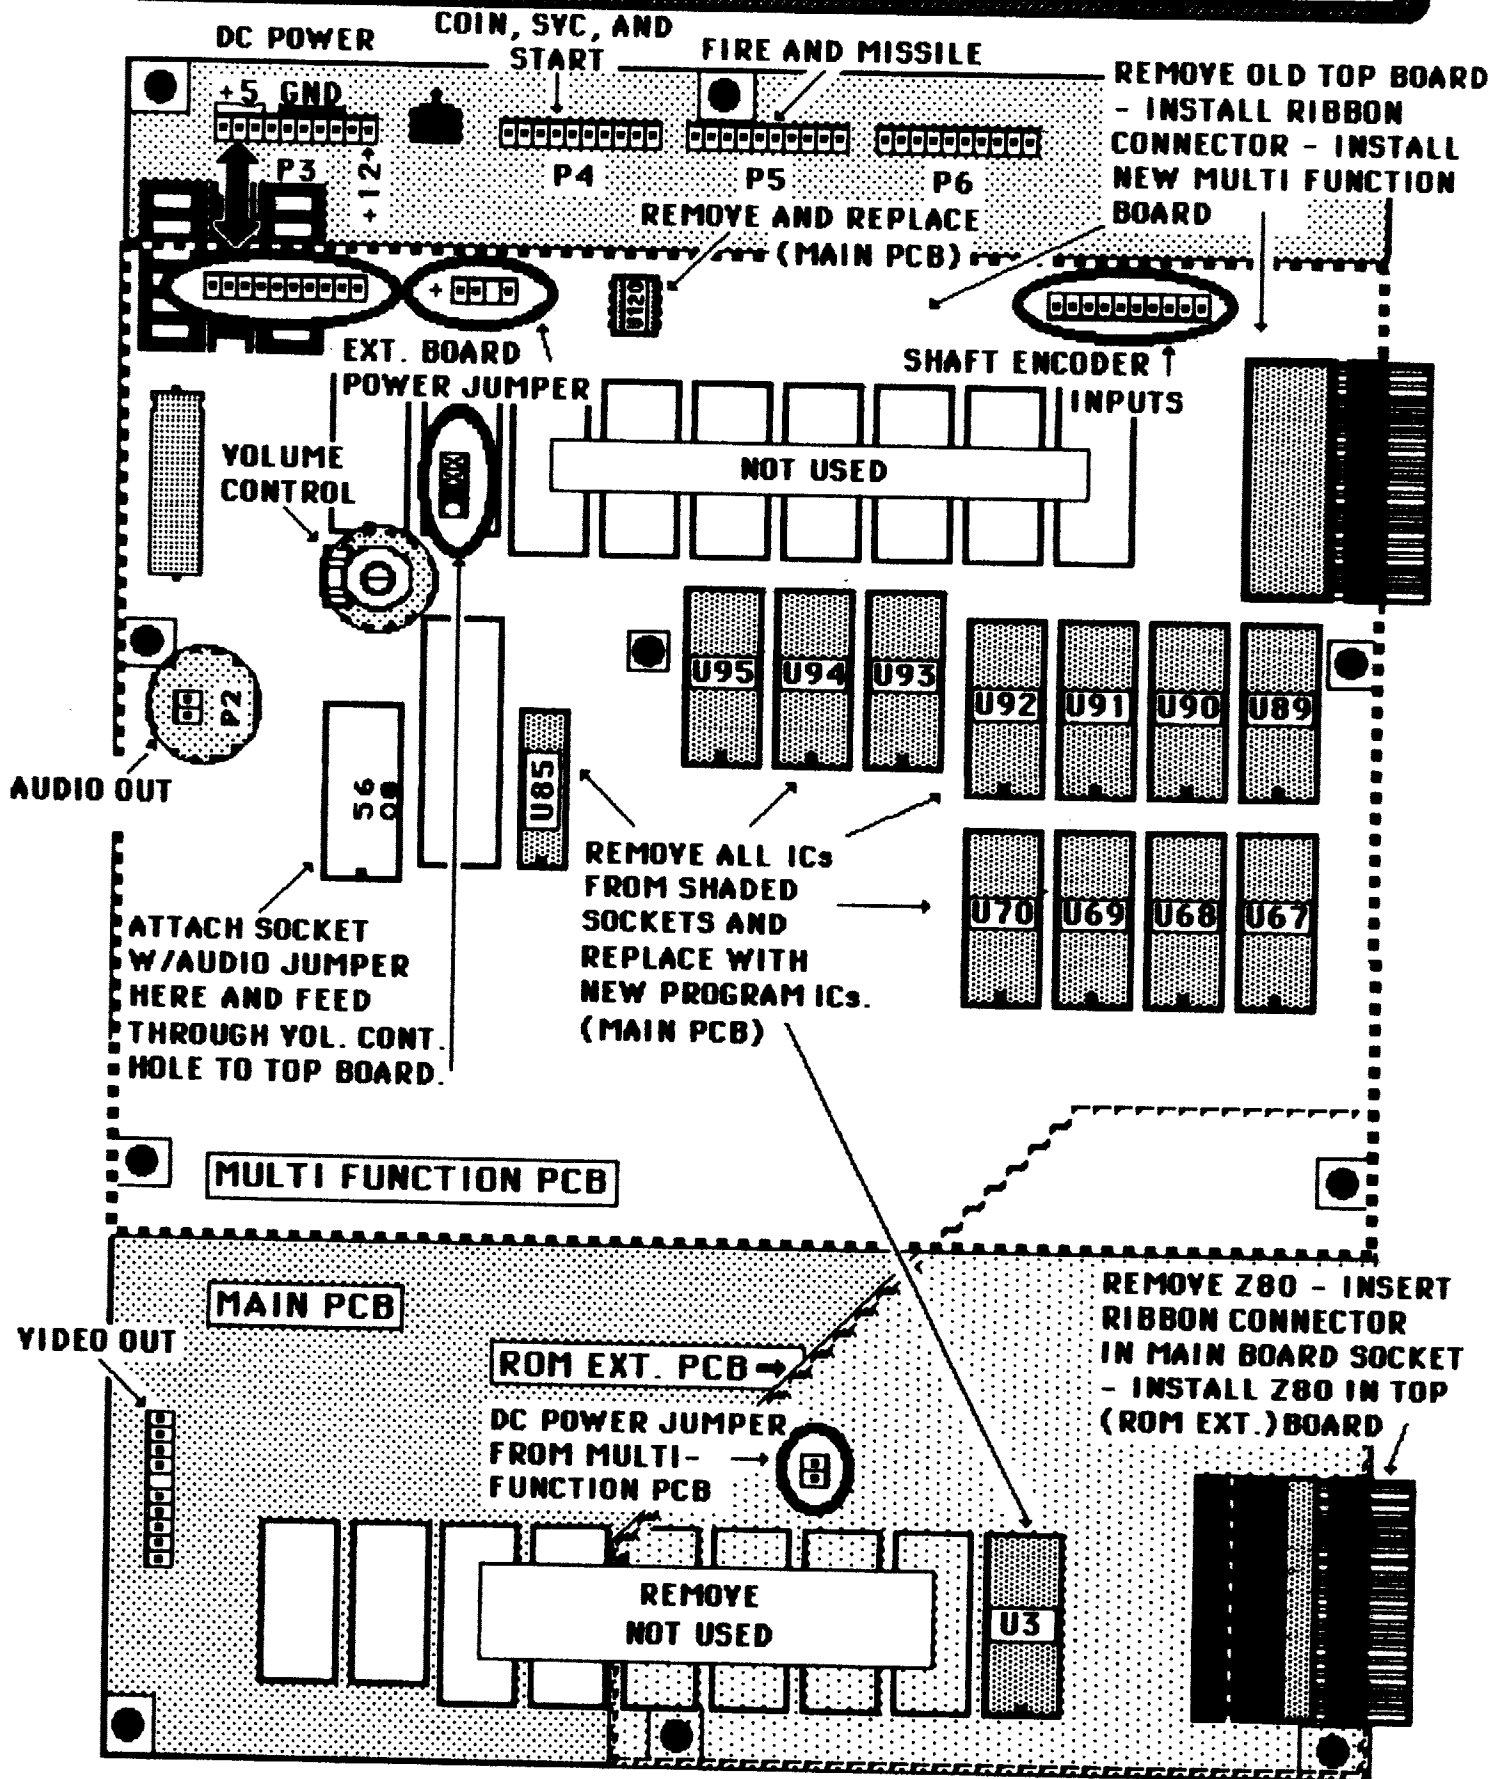 DC POWER
COIN, SVC, AND
START
FIRE AND MISSILE
REMOVE OLD TOP BOARD
- INSTALL RIBBON
CONNECTOR - INSTALL
NEW MULTI FUNCTION
BOARD
+5 GND
P3
+12+
P4
P5
P6
REMOVE AND REPLACE
(MAIN PCB)
+
U120
EXT. BOARD
POWER JUMPER
SHAFT ENCODER
INPUTS
VOLUME
CONTROL
XX
NOT USED
U95
U94
U93
U92
U91
U90
U89
P2
AUDIO OUT
56
U85
REMOVE ALL ICs
FROM SHADED
SOCKETS AND
REPLACE WITH
NEW PROGRAM ICs.
(MAIN PCB)
U70
U69
U68
U67
ATTACH SOCKET
W/AUDIO JUMPER
HERE AND FEED
THROUGH VOL. CONT.
HOLE TO TOP BOARD.
MULTI FUNCTION PCB
MAIN PCB
VIDEO OUT
ROM EXT. PCB
REMOVE Z80 - INSERT
RIBBON CONNECTOR
IN MAIN BOARD SOCKET
- INSTALL Z80 IN TOP
(ROM EXT.) BOARD
DC POWER JUMPER
FROM MULTI-
FUNCTION PCB
REMOVE
NOT USED
U3